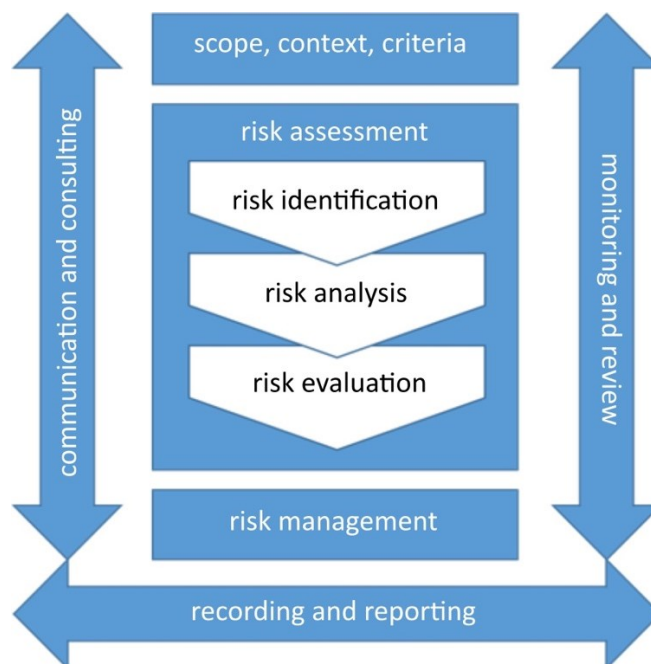 scope, context, criteria
risk assessment
risk identification
risk analysis
risk evaluation
risk management
communication and consulting
monitoring and review
recording and reporting